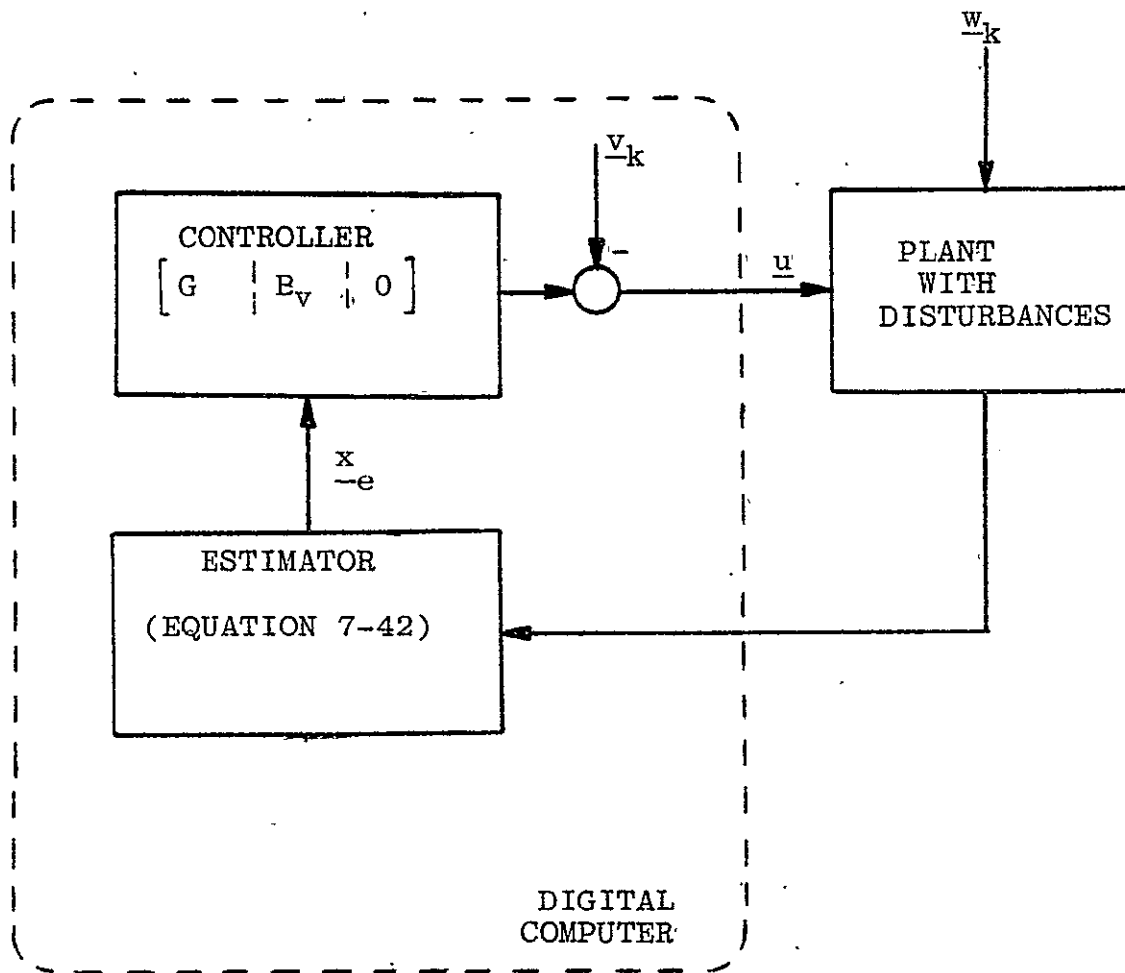 w_k
v_k
CONTROLLER
[ G ¦ B_v ¦ 0 ]
−
u
PLANT
WITH
DISTURBANCES
x_e
ESTIMATOR
(EQUATION 7-42)
DIGITAL
COMPUTER